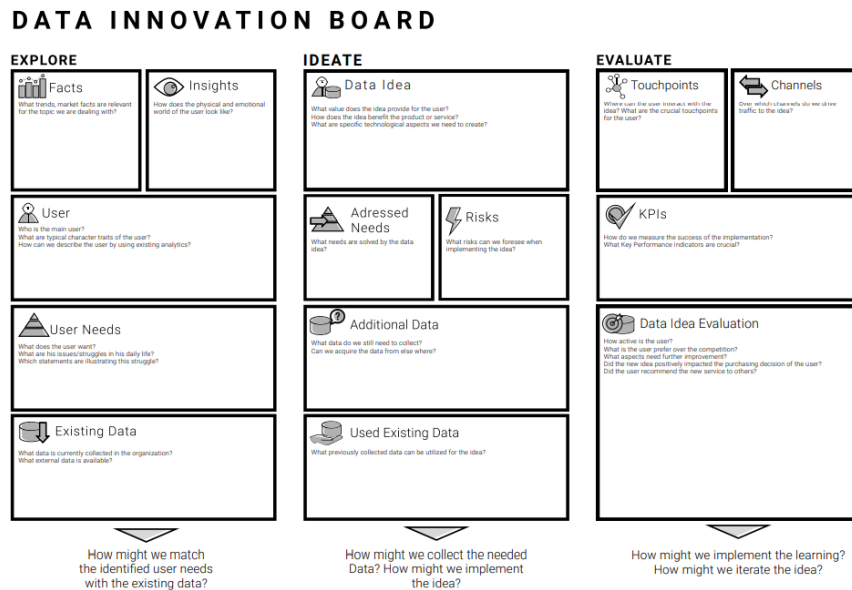 DATA INNOVATION BOARD
EXPLORE
Facts
What trends, market facts are relevant
for the topic we are dealing with?
Insights
How does the physical and emotional
world of the user look like?
User
Who is the main user?
What are typical character traits of the user?
How can we describe the user by using existing analytics?
User Needs
What does the user want?
What are his issues/struggles in his daily life?
Which statements are illustrating this struggle?
Existing Data
What data is currently collected in the organization?
What external data is available?
How might we match
the identified user needs
with the existing data?
IDEATE
Data Idea
What value does the idea provide for the user?
How does the idea benefit the product or service?
What are specific technological aspects we need to create?
Adressed
Needs
What needs are solved by the data
idea?
Risks
What risks can we foresee when
implementing the idea?
Additional Data
?
What data do we still need to collect?
Can we acquire the data from else where?
Used Existing Data
What previously collected data can be utilized for the idea?
How might we collect the needed
Data? How might we implement
the idea?
EVALUATE
Touchpoints
Where can the user interact with the
idea? What are the crucial touchpoints
for the user?
Channels
Over which channels do we drive
traffic to the idea?
KPIs
How do we measure the success of the implementation?
What Key Performance Indicators are crucial?
Data Idea Evaluation
How active is the user?
What is the user prefer over the competition?
What aspects need further improvement?
Did the new idea positively impacted the purchasing decision of the user?
Did the user recommend the new service to others?
How might we implement the learning?
How might we iterate the idea?